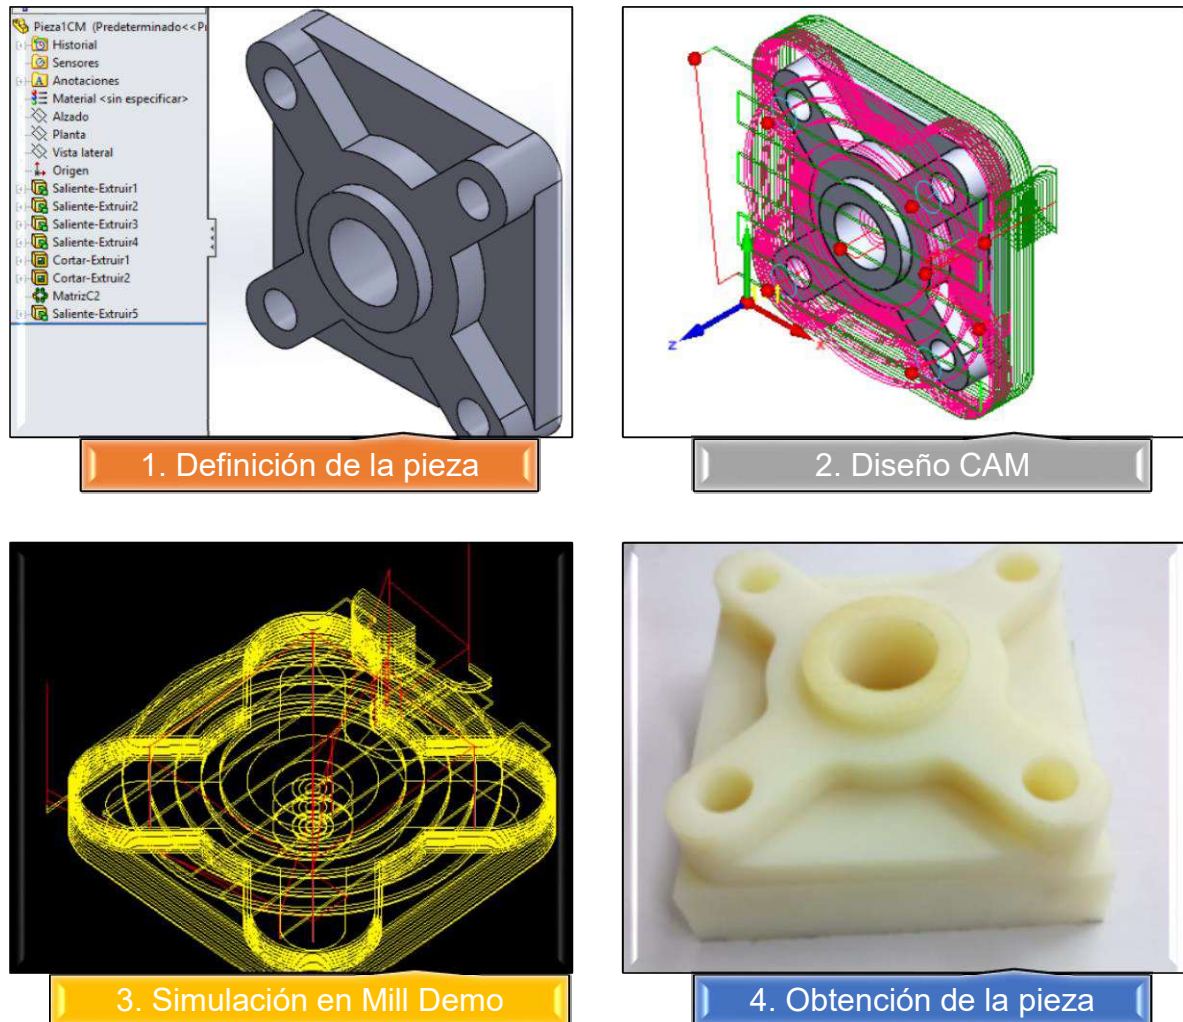 Pieza1CM (Predeterminado<<Pr
Historial
Sensores
Anotaciones
Material <sin especificar>
Alzado
Planta
Vista lateral
Origen
Saliente-Extruir1
Saliente-Extruir2
Saliente-Extruir3
Saliente-Extruir4
Cortar-Extruir1
Cortar-Extruir2
MatrizC2
Saliente-Extruir5
1. Definición de la pieza
z
x
2. Diseño CAM
3. Simulación en Mill Demo
4. Obtención de la pieza